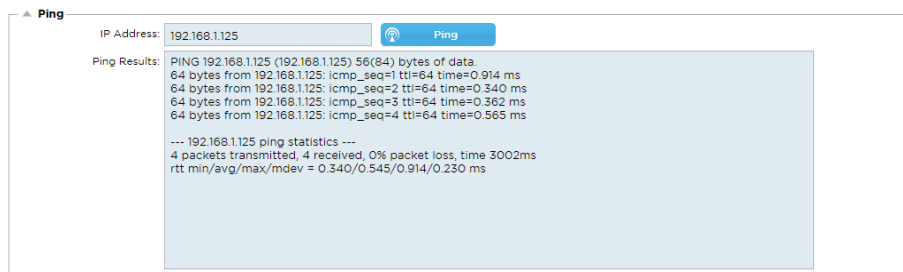 Ping
IP Address: 192.168.1.125 Ping
Ping Results: PING 192.168.1.125 (192.168.1.125) 56(84) bytes of data.
64 bytes from 192.168.1.125: icmp_seq=1 ttl=64 time=0.914 ms
64 bytes from 192.168.1.125: icmp_seq=2 ttl=64 time=0.340 ms
64 bytes from 192.168.1.125: icmp_seq=3 ttl=64 time=0.362 ms
64 bytes from 192.168.1.125: icmp_seq=4 ttl=64 time=0.565 ms

--- 192.168.1.125 ping statistics ---
4 packets transmitted, 4 received, 0% packet loss, time 3002ms
rtt min/avg/max/mdev = 0.340/0.545/0.914/0.230 ms